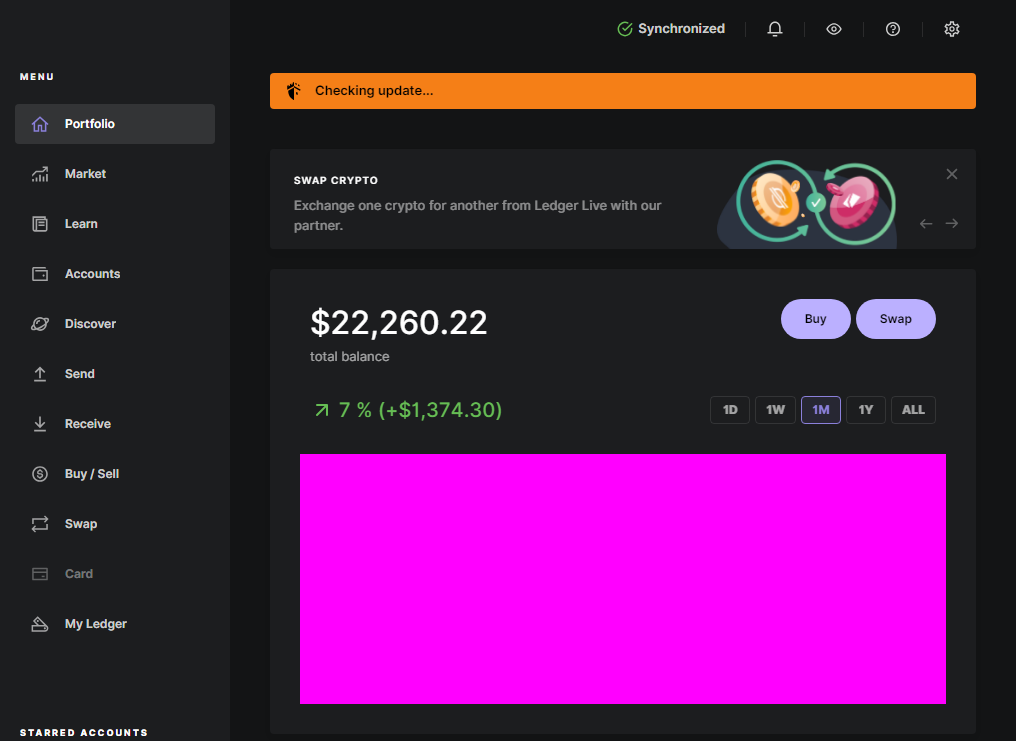 Synchronized
MENU
Checking update...
Portfolio
Market
SWAP CRYPTO
Exchange one crypto for another from Ledger Live with our
partner.
Learn
Accounts
Discover
Send
Receive
Buy / Sell
Swap
Card
My Ledger
$22,260.22
total balance
Buy
Swap
7 % (+$1,374.30)
1D
1W
1M
1Y
ALL
STARRED ACCOUNTS